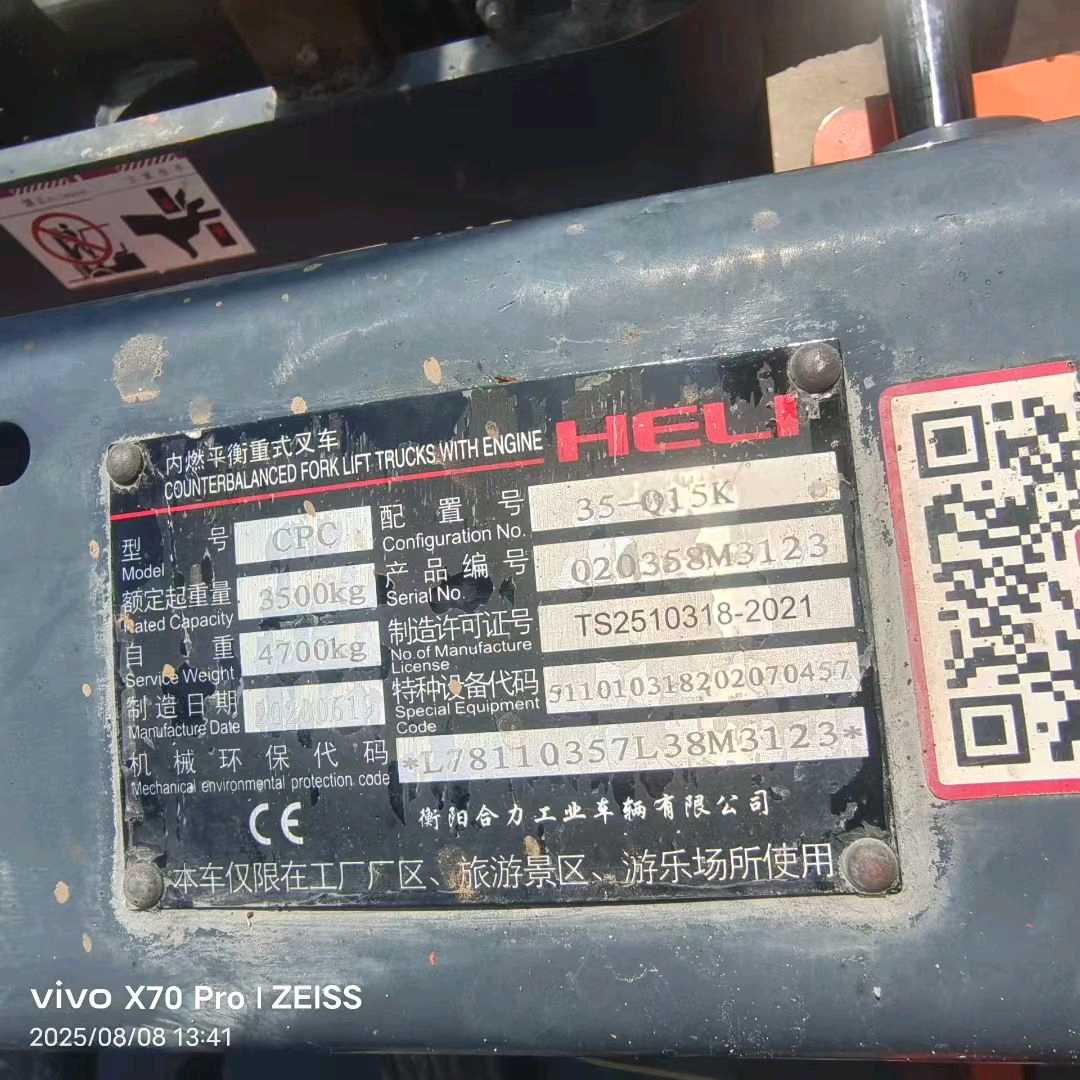 内燃平衡重式叉车
COUNTERBALANCED FORK LIFT TRUCKS WITH ENGINE
HELI
型 号 CPC
Model
额定起重量 3500kg
Rated Capacity
自 重 4700kg
Service Weight
制造日期
Manufacture Date
配 置 号 35-Q15K
Configuration No.
产品编号 Q20358M3123
Serial No.
制造许可证号 TS2510318-2021
No. of Manufacture
License
特种设备代码 511010318202070457
Special Equipment
Code
机械环保代码 *L78110357L38M3123*
Mechanical environmental protection code
CE
衡阳合力工业车辆有限公司
本车仅限在工厂厂区、旅游景区、游乐场所使用
vivo X70 Pro | ZEISS
2025/08/08 13:41